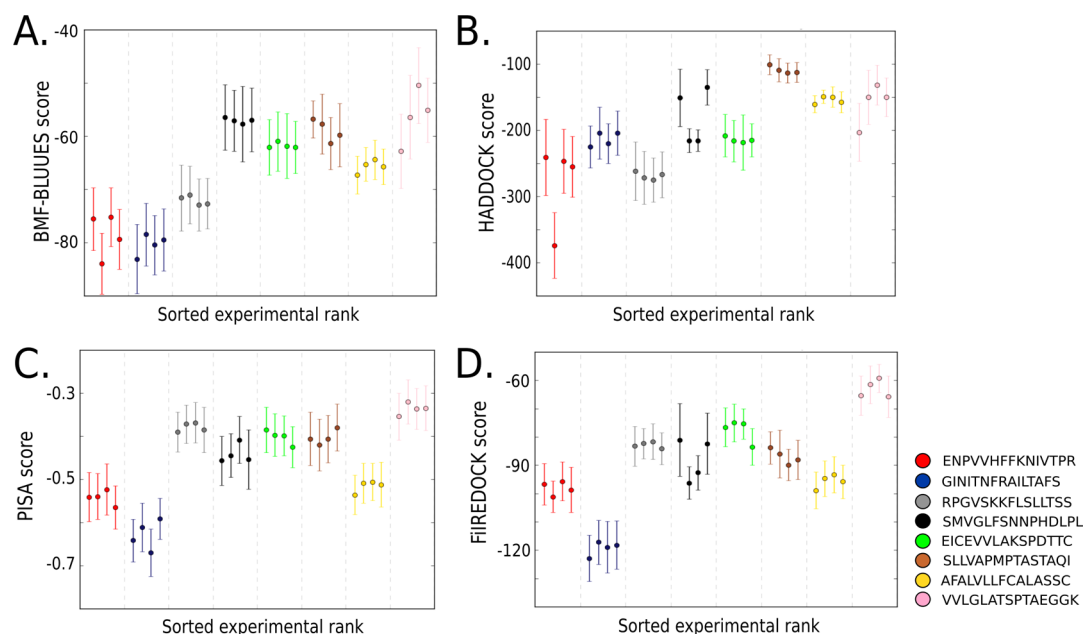 A.
-40
-60
-80
BMF-BLUUES score
Sorted experimental rank
B.
-100
-200
-300
-400
HADDOCK score
Sorted experimental rank
C.
-0.3
-0.5
-0.7
PISA score
Sorted experimental rank
D.
-60
-90
-120
FiIREDOCK score
Sorted experimental rank
ENPVVHFFKNIVTPR
GINITNFRAILTAFS
RPGVSKKFLSLLTSS
SMVGLFSNNPHDLPL
EICEVVLAKSPDTTC
SLLVAPMPTASTAQI
AFALVLLFCALASSC
VVLGLATSPTAEGGK